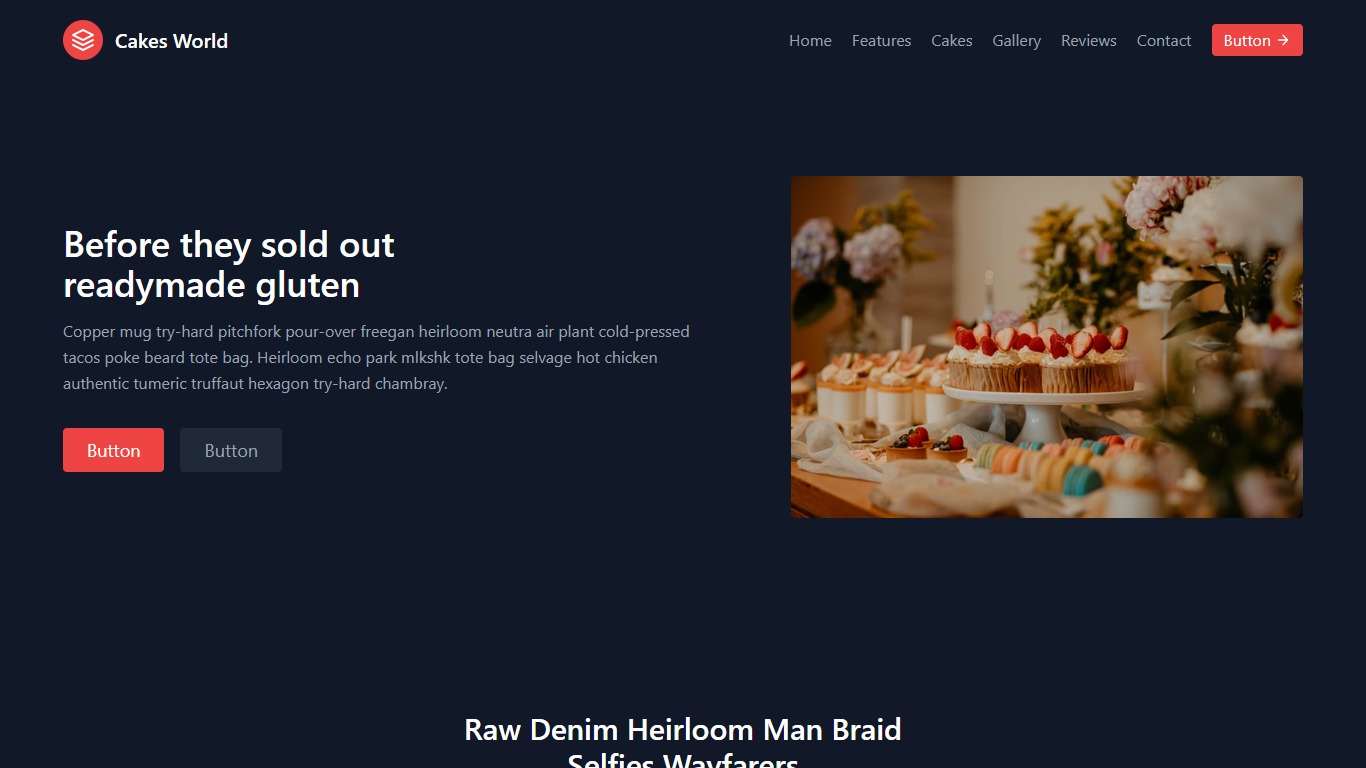 Cakes World
Home Features Cakes Gallery Reviews Contact Button →
Before they sold out
readymade gluten
Copper mug try-hard pitchfork pour-over freegan heirloom neutra air plant cold-pressed
tacos poke beard tote bag. Heirloom echo park mlkshk tote bag selvage hot chicken
authentic tumeric truffaut hexagon try-hard chambray.
Button Button
Raw Denim Heirloom Man Braid
Selfies Wayfarers